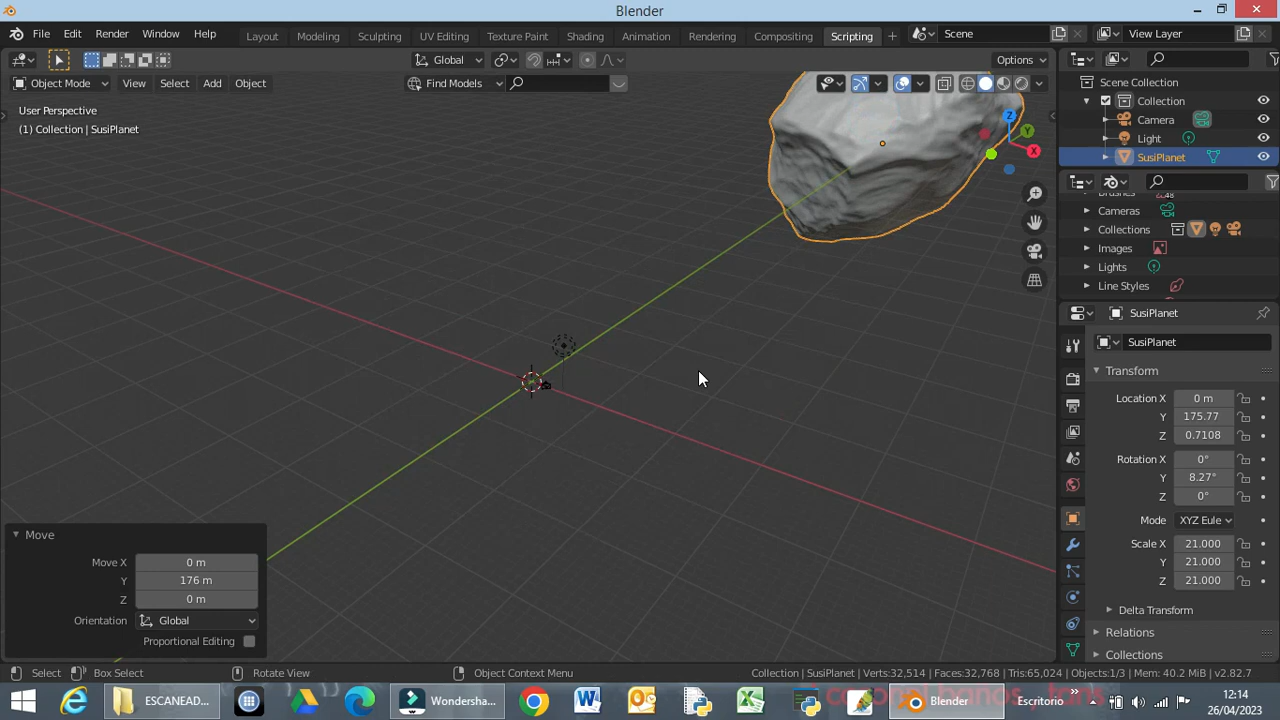 Blender
File Edit Render Window Help Layout Modeling Sculpting UV Editing Texture Paint Shading Animation Rendering Compositing Scripting + Scene View Layer
Global Options
Object Mode View Select Add Object Find Models
User Perspective
(1) Collection | SusiPlanet
Z
Y
X
Scene Collection
Collection
Camera
Light
SusiPlanet
Brushes 48
Cameras
Collections
Images
Lights
Line Styles
SusiPlanet
SusiPlanet
Transform
Location X 0 m
Y 175.77
Z 0.7108
Rotation X 0°
Y 8.27°
Z 0°
Mode XYZ Eule
Scale X 21.000
Y 21.000
Z 21.000
Delta Transform
Relations
Collections
Move
Move X 0 m
Y 176 m
Z 0 m
Orientation Global
Proportional Editing
Select Box Select Rotate View Object Context Menu Collection | SusiPlanet | Verts:32,514 | Faces:32,768 | Tris:65,024 | Objects:1/3 | Mem: 40.2 MiB | v2.82.7
ESCANEAD... Wondersha... Blender Escritorio » 12:14
26/04/2023